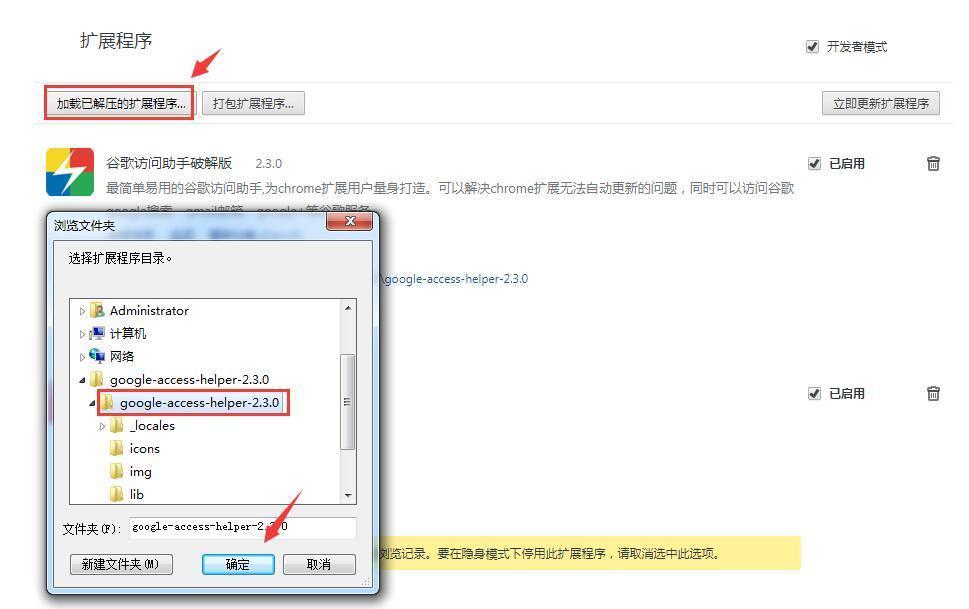 扩展程序
开发者模式
加载已解压的扩展程序...
打包扩展程序...
立即更新扩展程序
谷歌访问助手破解版 2.3.0
已启用
最简单易用的谷歌访问助手,为chrome扩展用户量身打造。可以解决chrome扩展无法自动更新的问题，同时可以访问谷歌
浏览文件夹
选择扩展程序目录。
\google-access-helper-2.3.0
Administrator
计算机
网络
google-access-helper-2.3.0
google-access-helper-2.3.0
已启用
_locales
icons
img
lib
文件夹(F): google-access-helper-2.3.0
浏览记录。要在隐身模式下停用此扩展程序，请取消选中此选项。
新建文件夹(M)
确定
取消